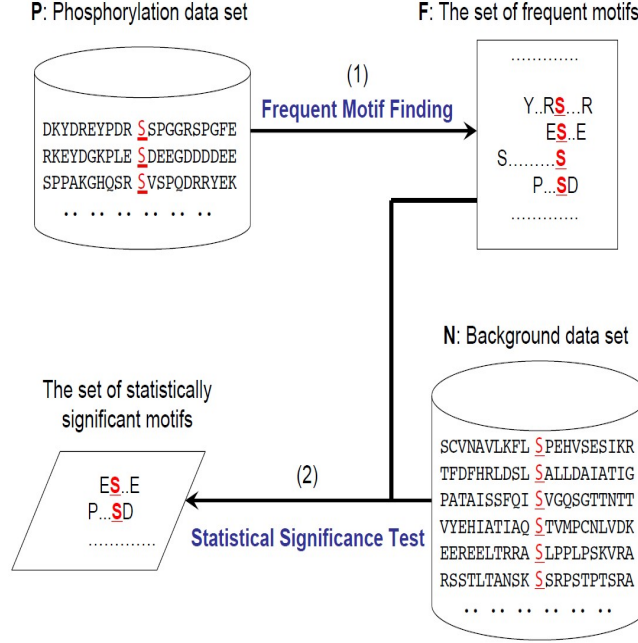 P: Phosphorylation data set
F: The set of frequent motifs
(1)
Frequent Motif Finding
DKYDREYPDR S SPGGRSPGFE
RKEYDGKPLE S DEEGDDDDEE
SPPAKGHQSR S VSPQDRRYEK
.. .. .. .. .. ..
.............
Y..RS...R
ES..E
S.........S
P...SD
.............
N: Background data set
The set of statistically
significant motifs
SCVNAVLKFL S PEHVSESIKR
TFDFHRLDSL S ALLDAIATIG
PATAISSFQI S VGQSGTTNTT
VYEHIATIAQ S TVMPCNLVDK
EEREELTRRA S LPPLPSKVRA
RSSTLTANSK S SRPSTPTSRA
.. .. .. .. .. ..
(2)
Statistical Significance Test
ES..E
P...SD
.............